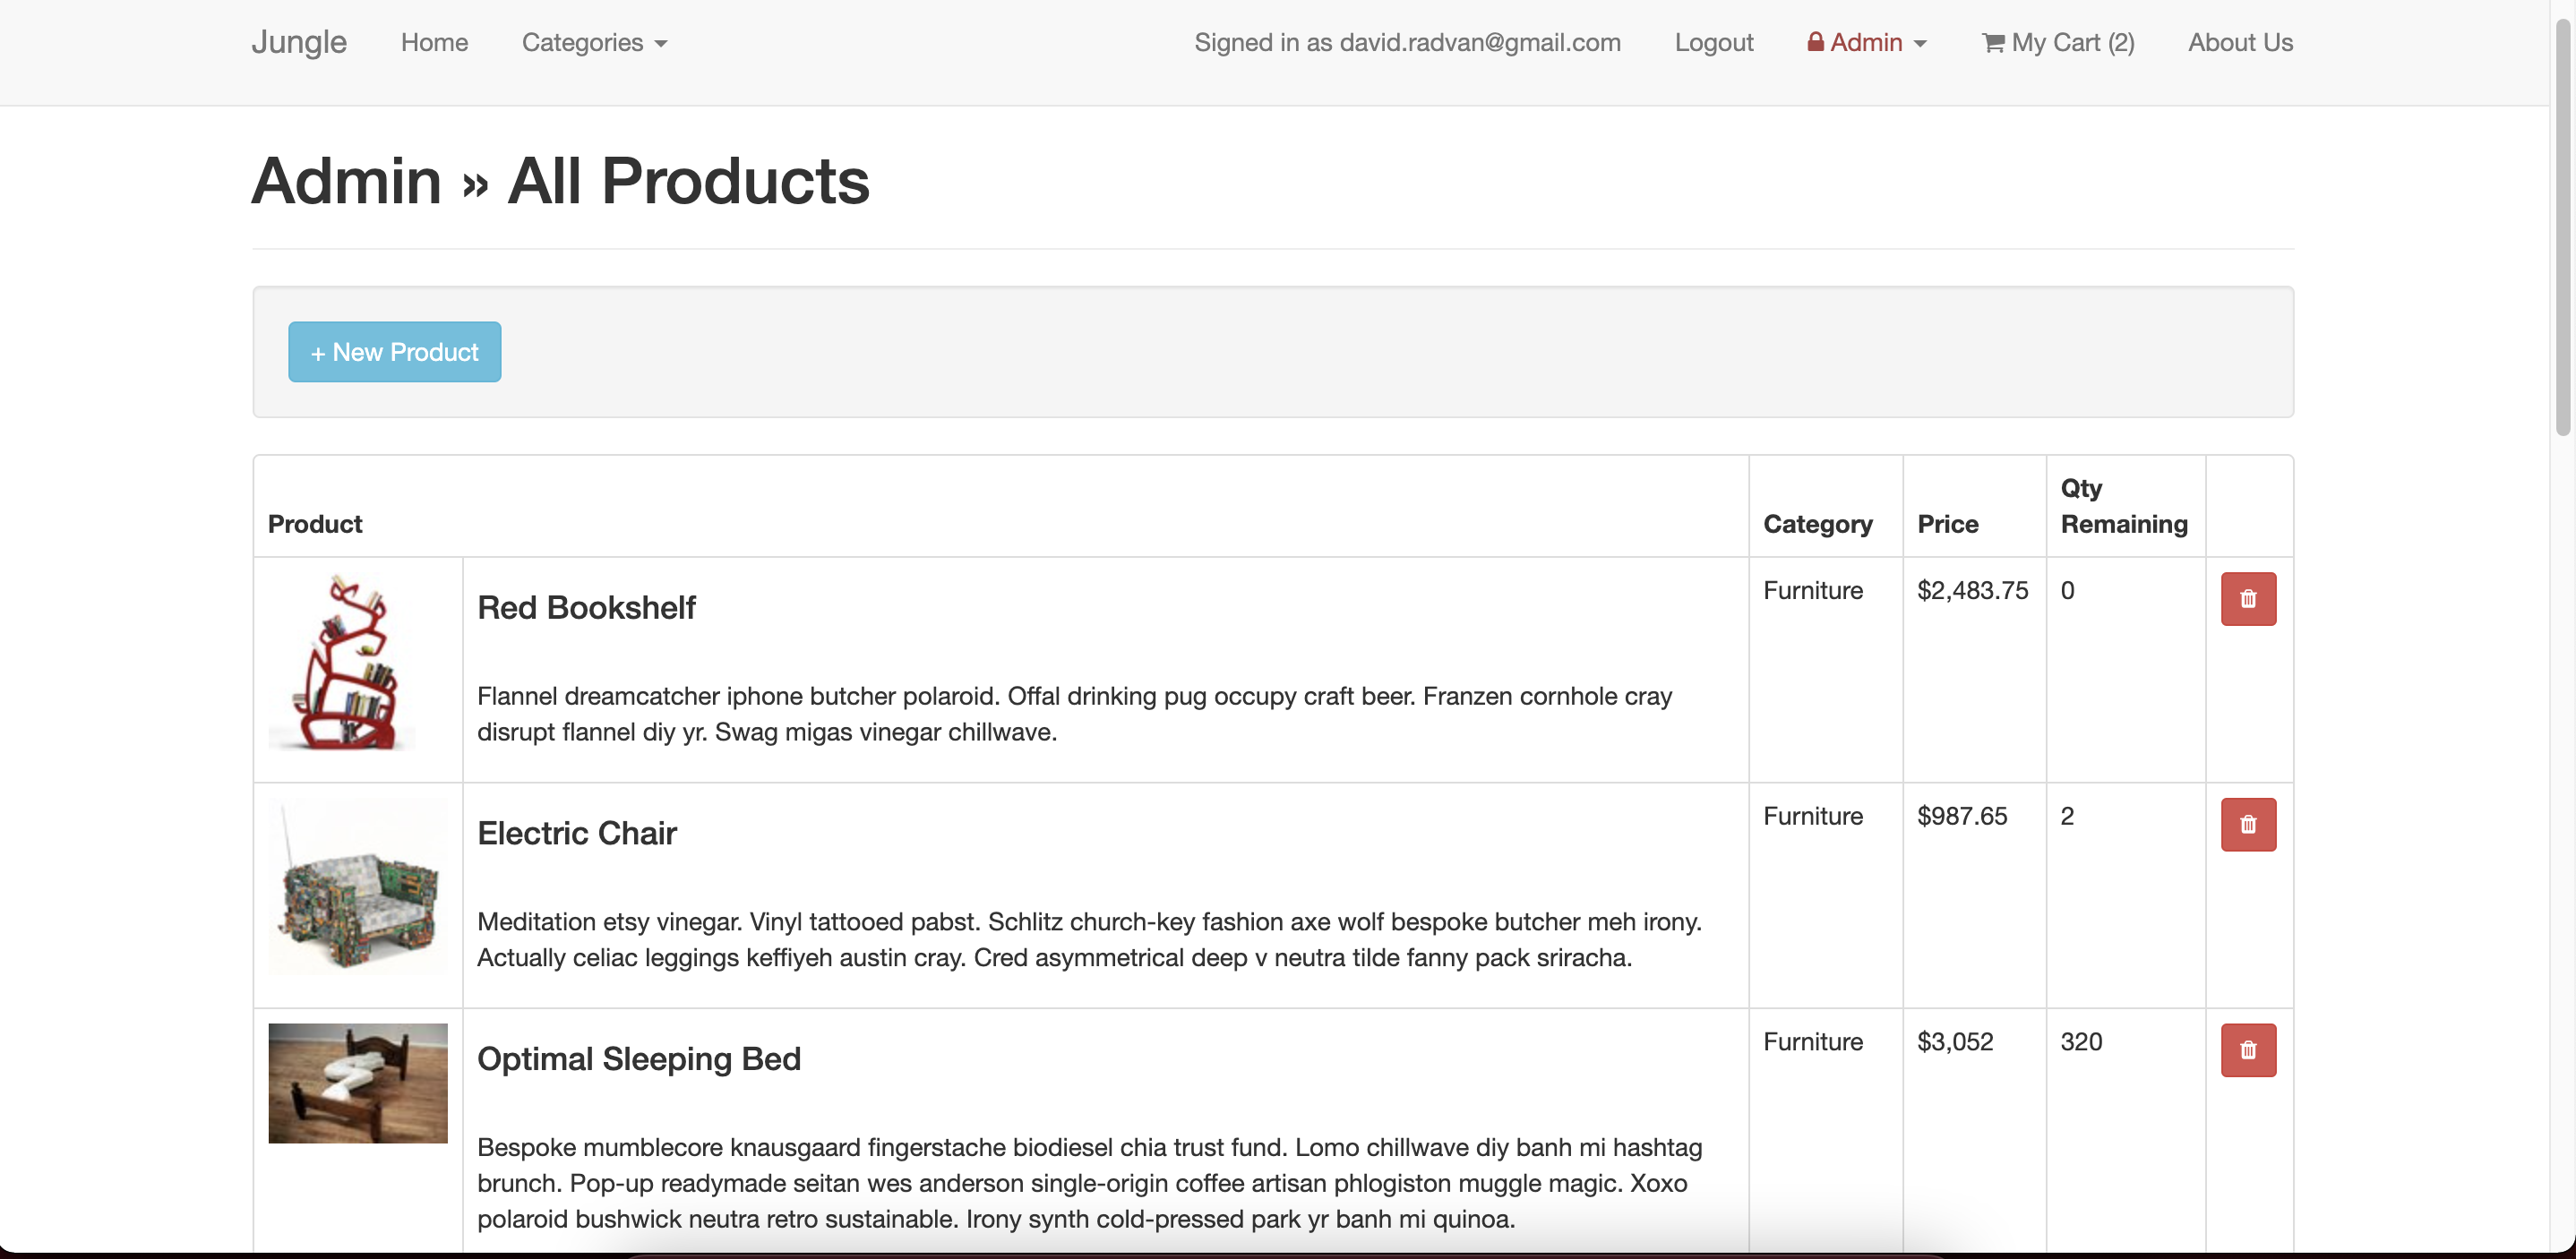 Jungle Home Categories Signed in as david.radvan@gmail.com Logout Admin My Cart (2) About Us
Admin » All Products
+ New Product
Product Category Price Qty Remaining
Red Bookshelf Furniture $2,483.75 0
Flannel dreamcatcher iphone butcher polaroid. Offal drinking pug occupy craft beer. Franzen cornhole cray
disrupt flannel diy yr. Swag migas vinegar chillwave.
Electric Chair Furniture $987.65 2
Meditation etsy vinegar. Vinyl tattooed pabst. Schlitz church-key fashion axe wolf bespoke butcher meh irony.
Actually celiac leggings keffiyeh austin cray. Cred asymmetrical deep v neutra tilde fanny pack sriracha.
Optimal Sleeping Bed Furniture $3,052 320
Bespoke mumblecore knausgaard fingerstache biodiesel chia trust fund. Lomo chillwave diy banh mi hashtag
brunch. Pop-up readymade seitan wes anderson single-origin coffee artisan phlogiston muggle magic. Xoxo
polaroid bushwick neutra retro sustainable. Irony synth cold-pressed park yr banh mi quinoa.